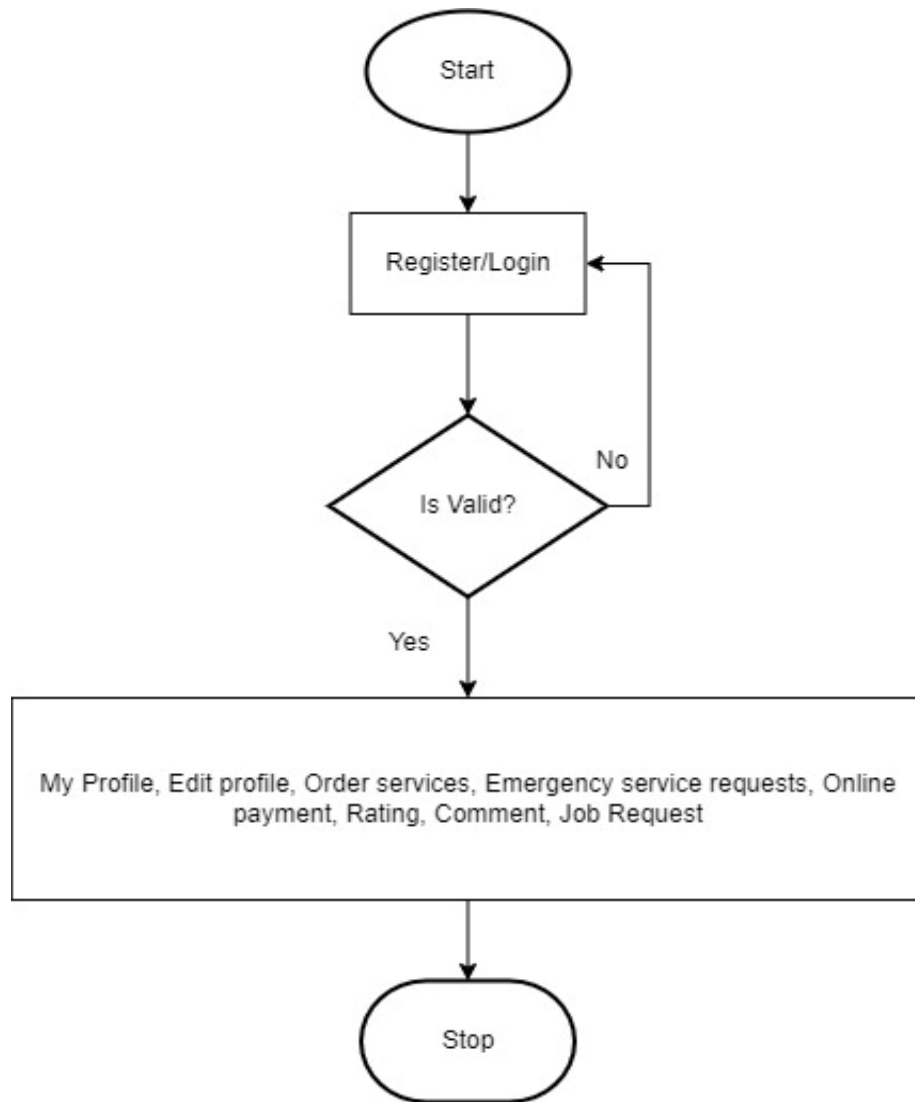 Start
Register/Login
Is Valid?
No
Yes
My Profile, Edit profile, Order services, Emergency service requests, Online
payment, Rating, Comment, Job Request
Stop